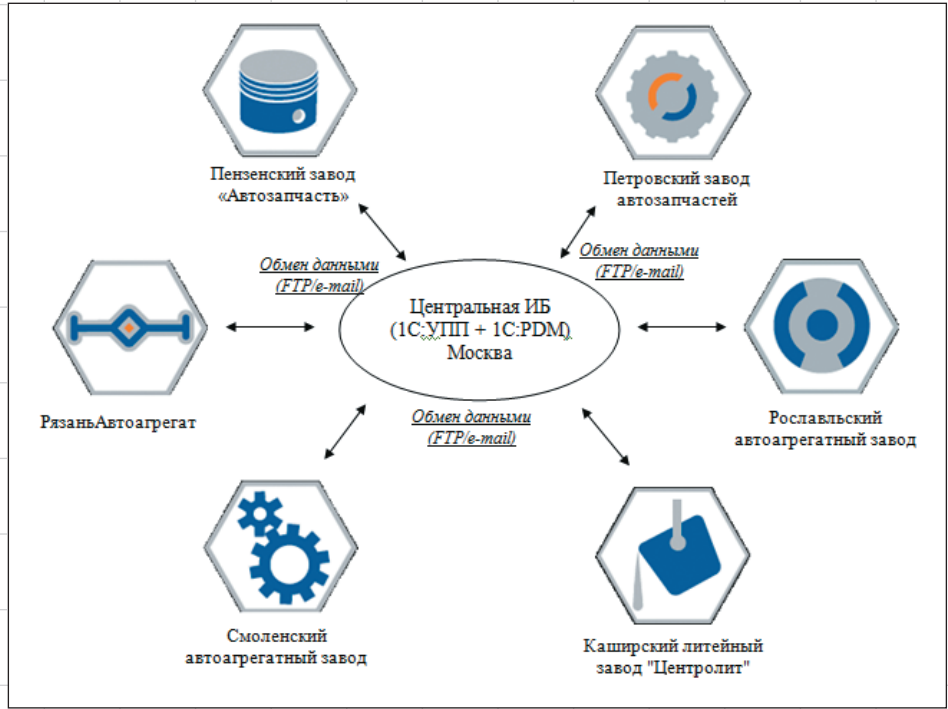 Пензенский завод
«Автозапчасть»
Петровский завод
автозапчастей
Обмен данными
(FTP/e-mail)
Обмен данными
(FTP/e-mail)
Центральная ИБ
(1С:УПП + 1С:PDM)
Москва
РязаньАвтоагрегат
Рославльский
автоагрегатный завод
Обмен данными
(FTP/e-mail)
Смоленский
автоагрегатный завод
Каширский литейный
завод "Центролит"